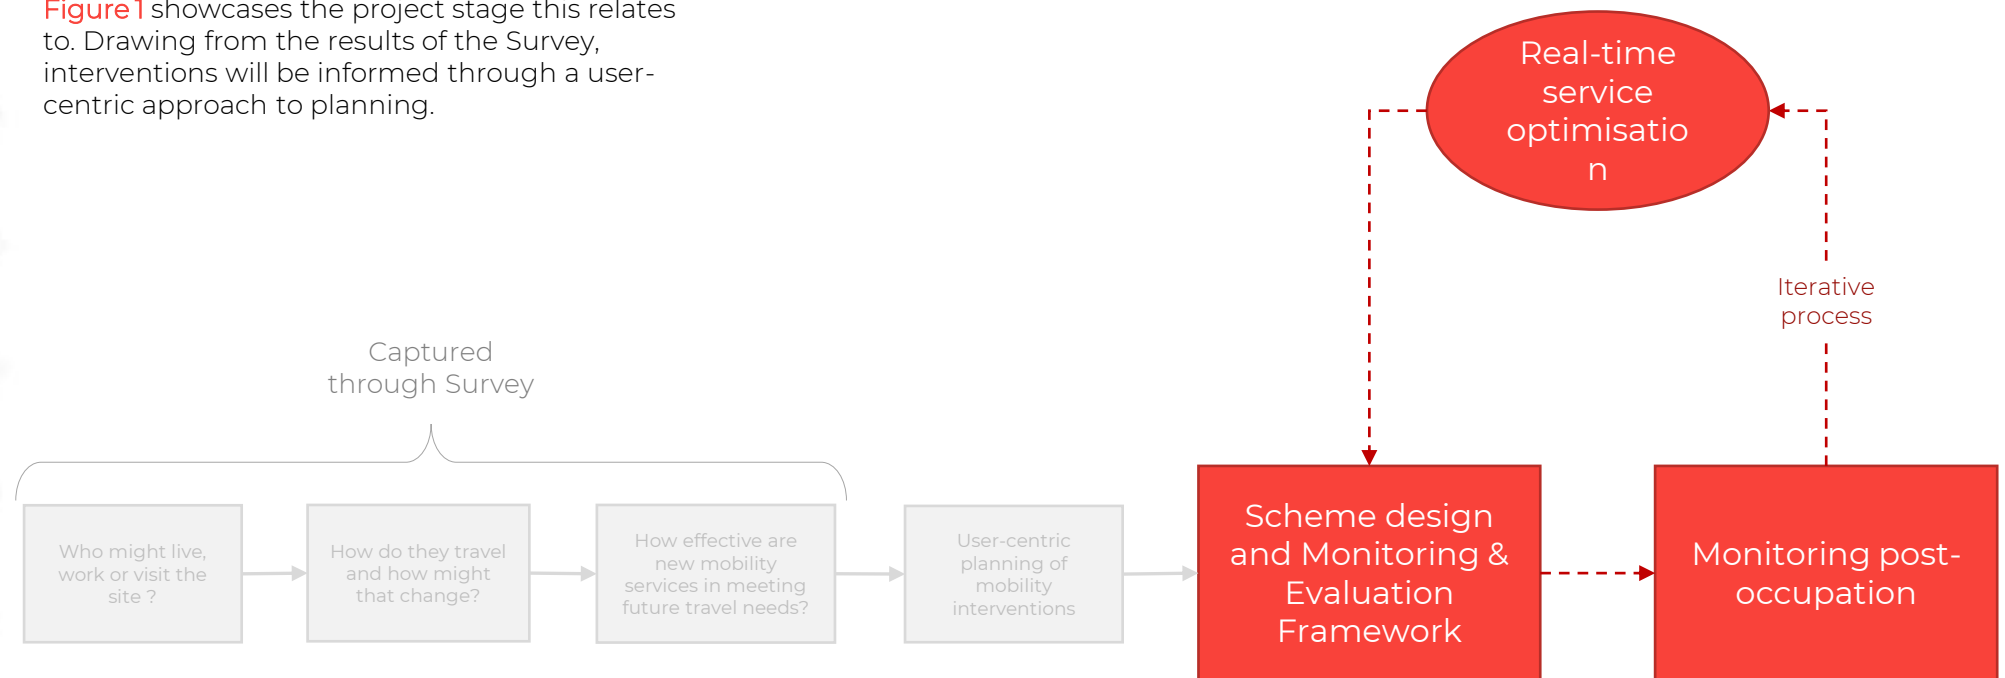 Figure 1 showcases the project stage this relates
to. Drawing from the results of the Survey,
interventions will be informed through a user-
centric approach to planning.
Real-time
service
optimisatio
n
Iterative
process
Captured
through Survey
Who might live,
work or visit the
site ?
How do they travel
and how might
that change?
How effective are
new mobility
services in meeting
future travel needs?
User-centric
planning of
mobility
interventions
Scheme design
and Monitoring &
Evaluation
Framework
Monitoring post-
occupation